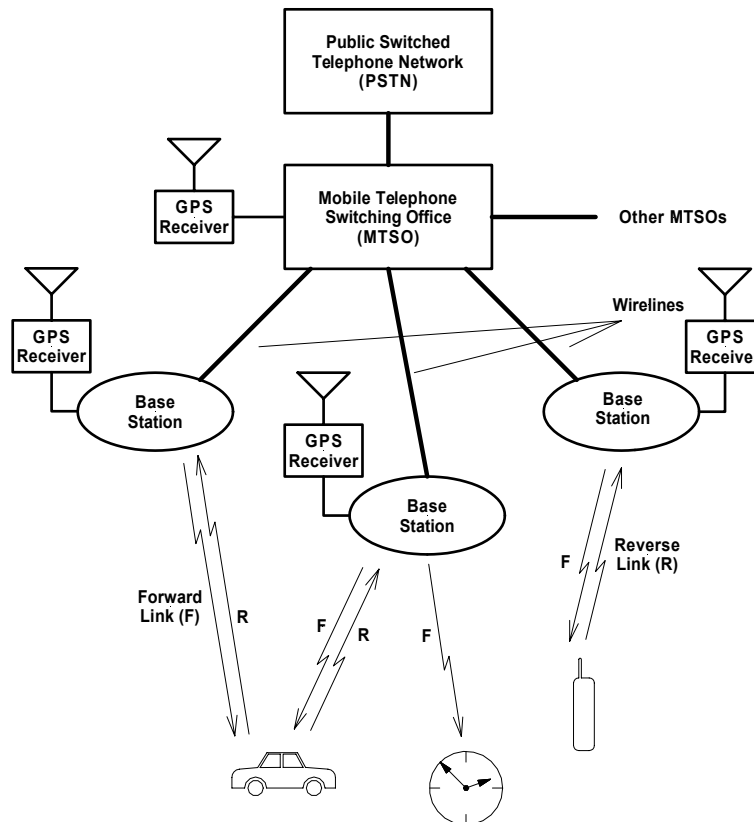 Public Switched
Telephone Network
(PSTN)
GPS
Receiver
Mobile Telephone
Switching Office
(MTSO)
Other MTSOs
GPS
Receiver
Wirelines
GPS
Receiver
Base
Station
GPS
Receiver
Base
Station
Base
Station
Forward
Link (F)
R
F
R
F
F
Reverse
Link (R)